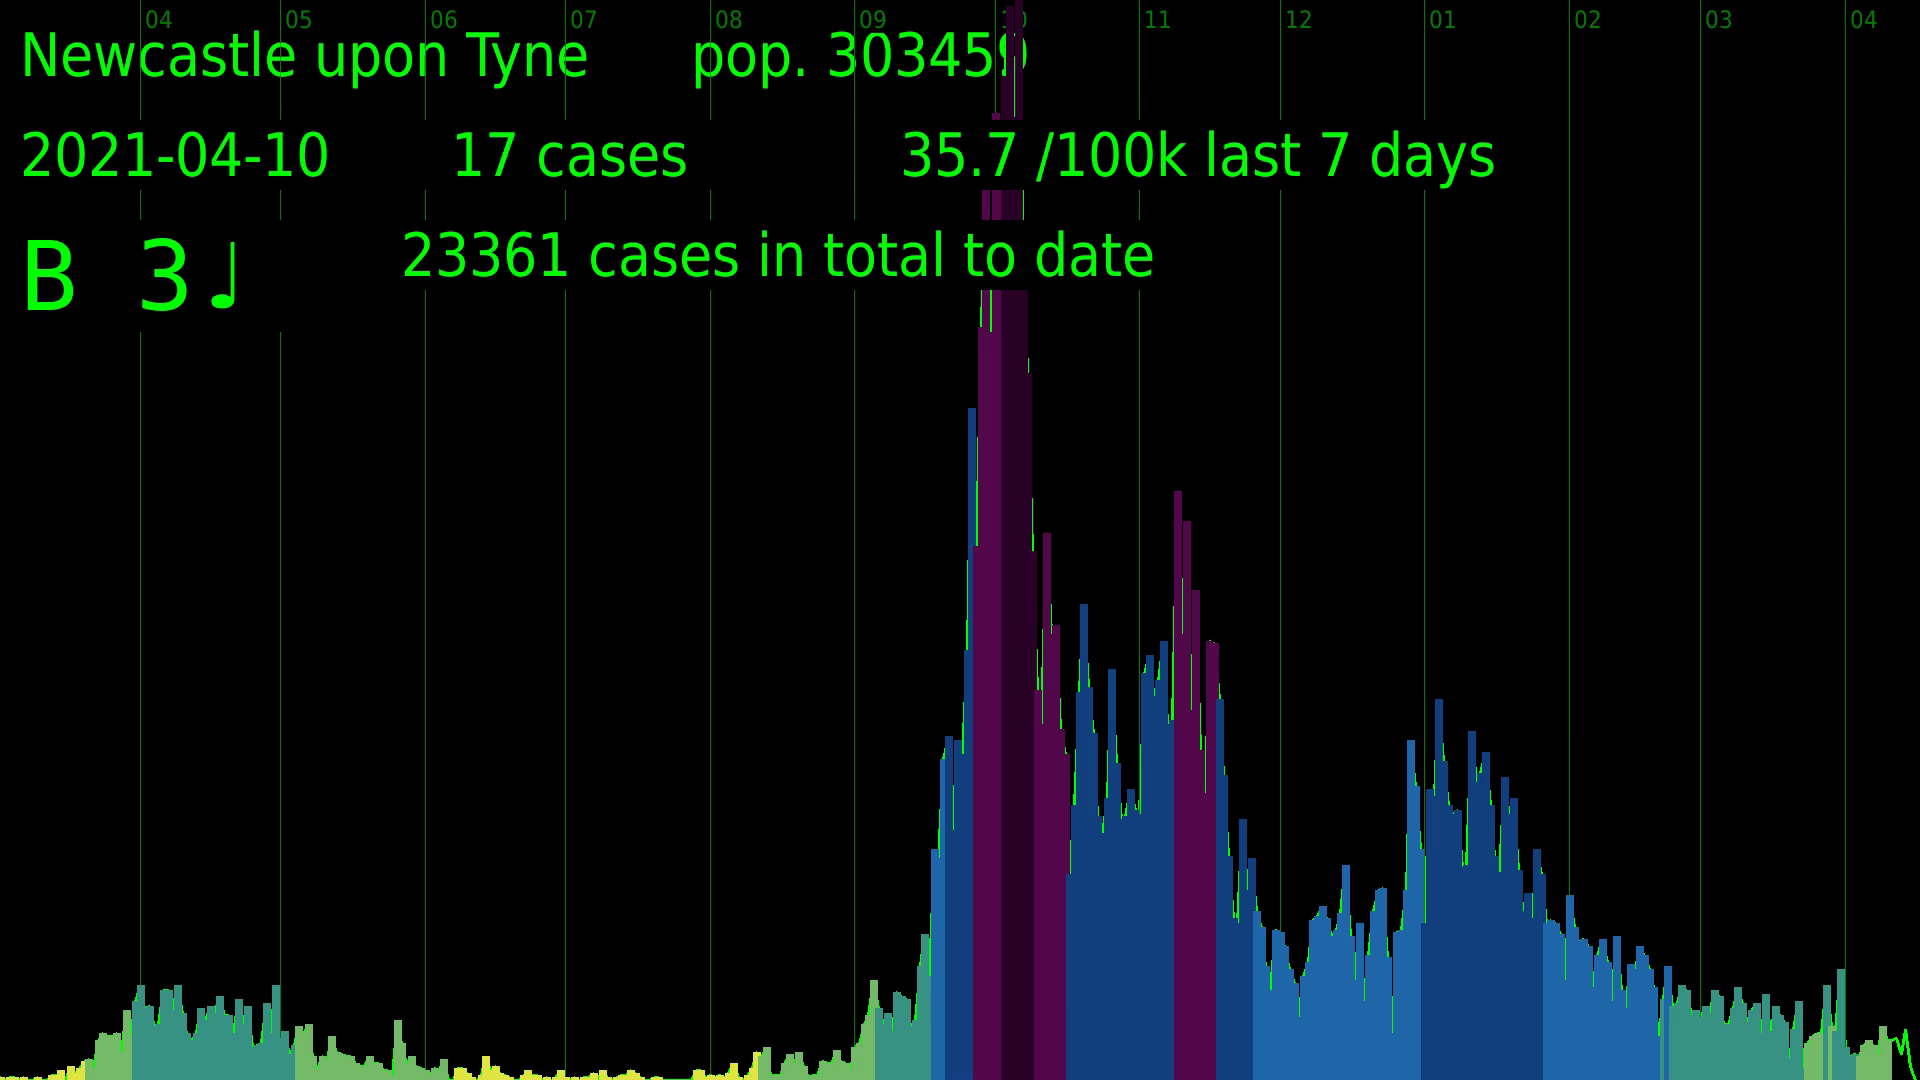 04 05 06 07 08 09 10 11 12 01 02 03 04
Newcastle upon Tyne pop. 303459
2021-04-10 17 cases 35.7 /100k last 7 days
B 3♩ 23361 cases in total to date